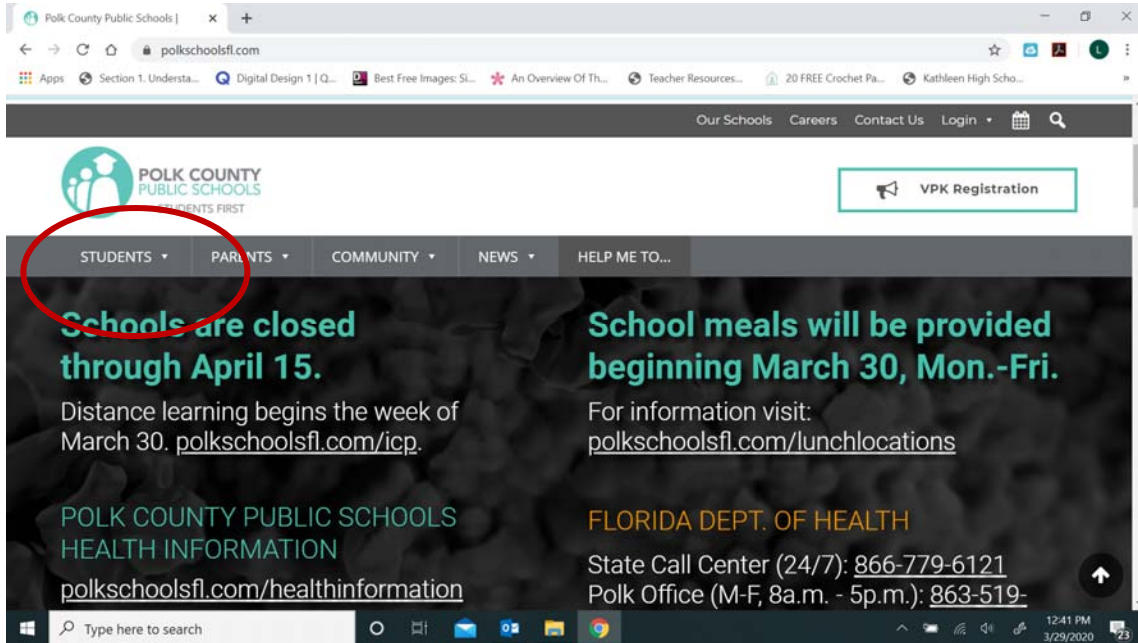 Polk County Public Schools |
polkschoolsfl.com
L
Apps Section 1. Understa... Digital Design 1 | Q... Best Free Images: Si... An Overview Of Th... Teacher Resources... 20 FREE Crochet Pa... Kathleen High Scho... »
Our Schools Careers Contact Us Login
POLK COUNTY
PUBLIC SCHOOLS
STUDENTS FIRST
VPK Registration
STUDENTS PARENTS COMMUNITY NEWS HELP ME TO...
Schools are closed
through April 15.
Distance learning begins the week of
March 30. polkschoolsfl.com/icp.
School meals will be provided
beginning March 30, Mon.-Fri.
For information visit:
polkschoolsfl.com/lunchlocations
POLK COUNTY PUBLIC SCHOOLS
HEALTH INFORMATION
polkschoolsfl.com/healthinformation
FLORIDA DEPT. OF HEALTH
State Call Center (24/7): 866-779-6121
Polk Office (M-F, 8a.m. - 5p.m.): 863-519-
Type here to search
12:41 PM
3/29/2020
23